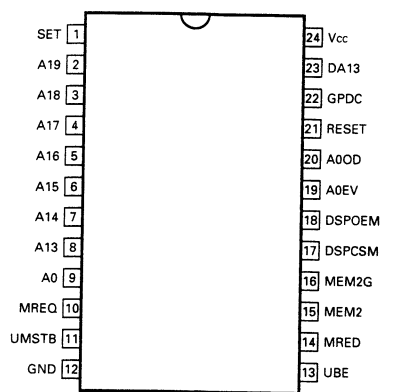 SET 1 24 Vcc
A19 2 23 DA13
A18 3 22 GPDC
A17 4 21 RESET
A16 5 20 A0OD
A15 6 19 A0EV
A14 7 18 DSPOEM
A13 8 17 DSPCSM
A0 9 16 MEM2G
MREQ 10 15 MEM2
UMSTB 11 14 MRED
GND 12 13 UBE